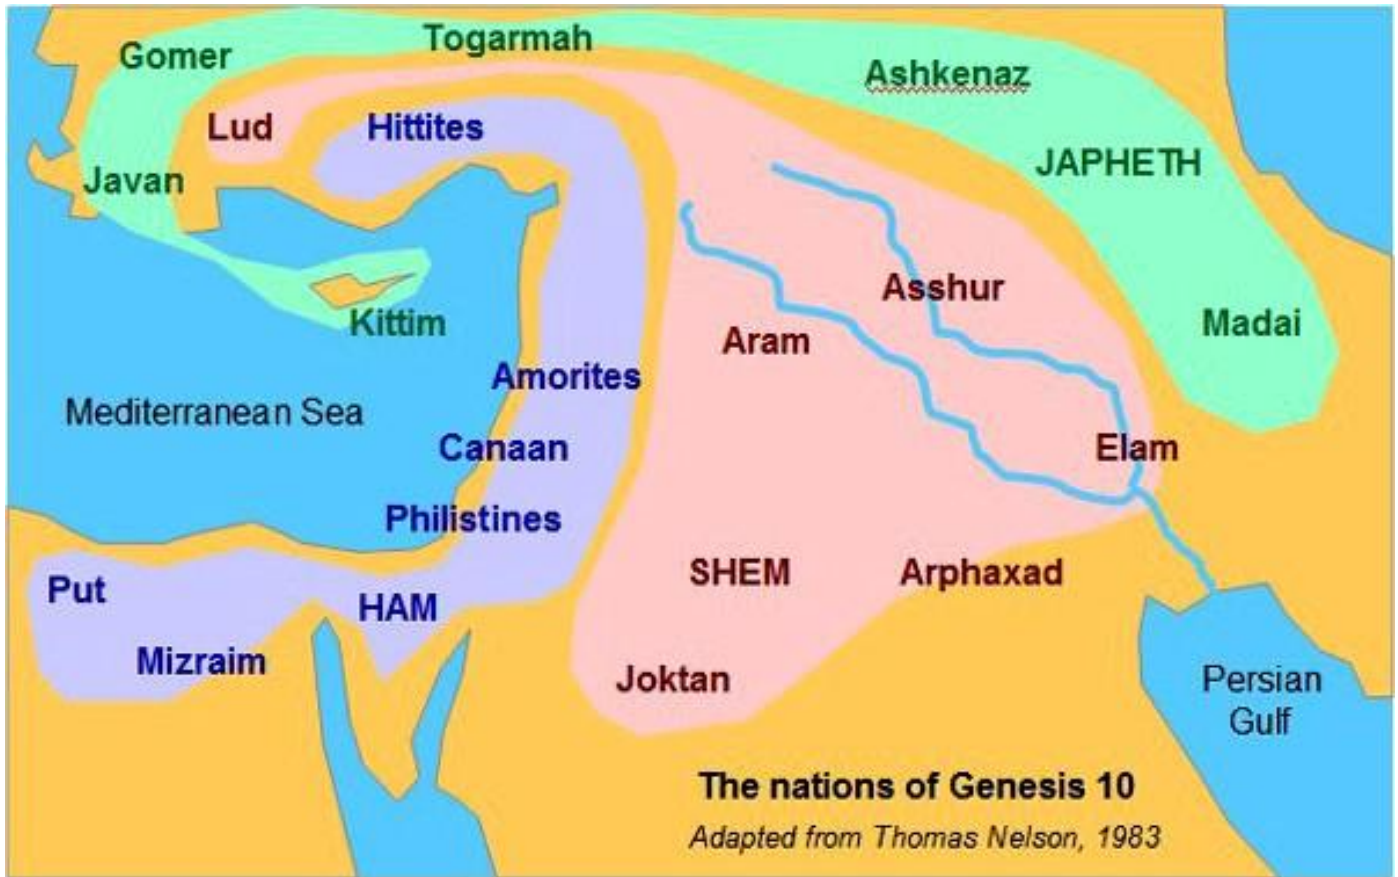 Togarmah
Gomer
Ashkenaz
Lud
Hittites
JAPHETH
Javan
Asshur
Kittim
Madai
Aram
Amorites
Mediterranean Sea
Canaan
Elam
Philistines
SHEM
Arphaxad
Put
HAM
Mizraim
Joktan
Persian
Gulf
The nations of Genesis 10
Adapted from Thomas Nelson, 1983